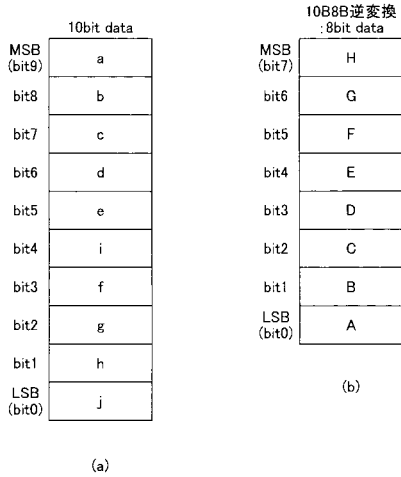 10bit data
MSB
(bit9) a
bit8 b
bit7 c
bit6 d
bit5 e
bit4 i
bit3 f
bit2 g
bit1 h
LSB
(bit0) j
(a)
10B8B逆変換
:8bit data
MSB
(bit7) H
bit6 G
bit5 F
bit4 E
bit3 D
bit2 C
bit1 B
LSB
(bit0) A
(b)